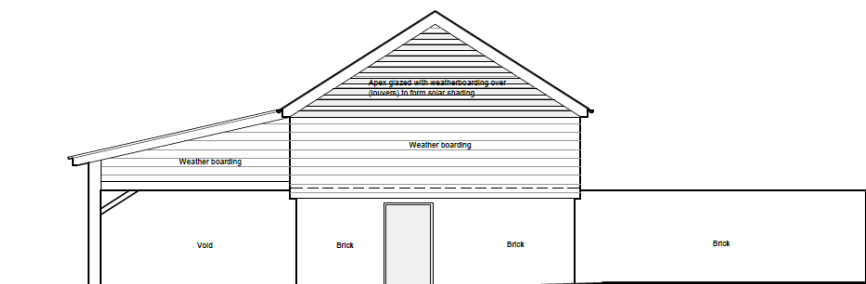 Apex glazed with weatherboarding over
(louvers) to form solar shading
Weather boarding
Weather boarding
Void
Brick
Brick
Brick